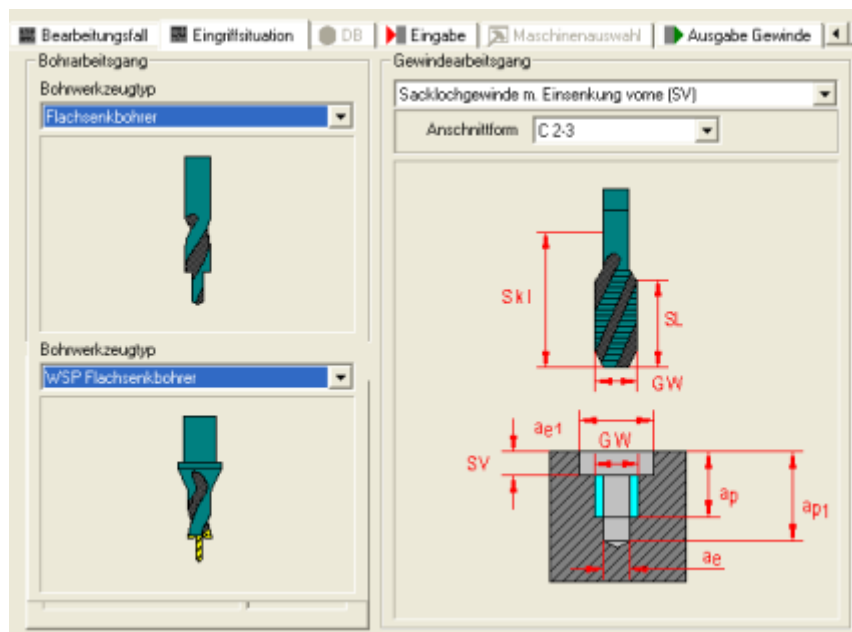 Bearbeitungsfall Eingriffsituation DB Eingabe Maschinenauswahl Ausgabe Gewinde
Bohrarbeitsgang
Bohrwerkzeugtyp
Flachsenkbohrer
Bohrwerkzeugtyp
WSP Flachsenkbohrer
Gewindearbeitsgang
Sacklochgewinde m. Einsenkung vorne (SV)
Anschnittform C 2-3
Skl
SL
GW
ae1
GW
SV
ap
ap1
ae